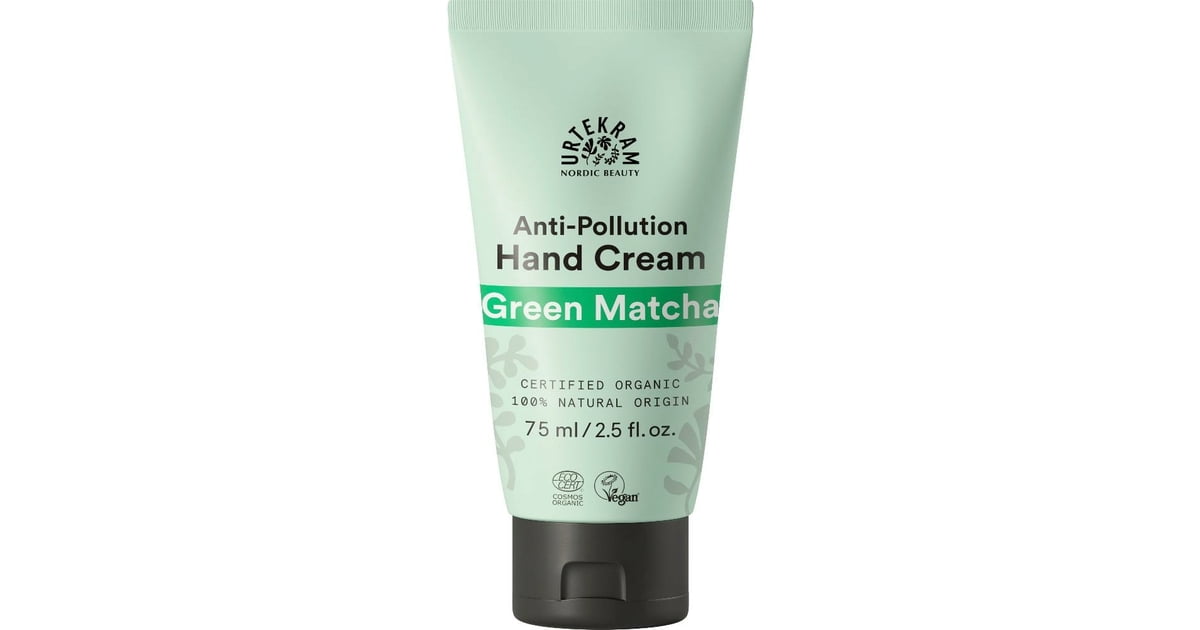 URTEKRAM
NORDIC BEAUTY
Anti-Pollution
Hand Cream
Green Matcha
CERTIFIED ORGANIC
100% NATURAL ORIGIN
75 ml/2.5 fl.oz.
ECO
CERT
COSMOS
ORGANIC
Vegan